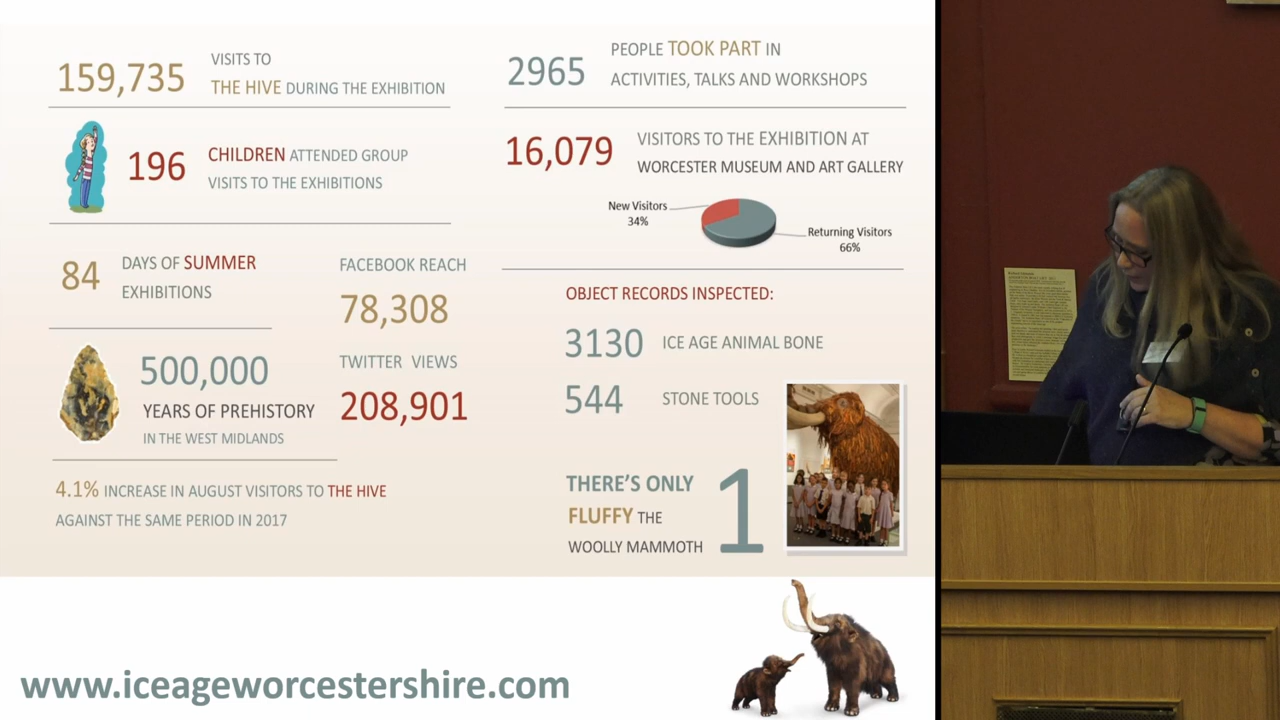 159,735
VISITS TO
THE HIVE DURING THE EXHIBITION
196
CHILDREN ATTENDED GROUP
VISITS TO THE EXHIBITIONS
84
DAYS OF SUMMER
EXHIBITIONS
FACEBOOK REACH
78,308
500,000
YEARS OF PREHISTORY
IN THE WEST MIDLANDS
TWITTER VIEWS
208,901
4.1% INCREASE IN AUGUST VISITORS TO THE HIVE
AGAINST THE SAME PERIOD IN 2017
2965
PEOPLE TOOK PART IN
ACTIVITIES, TALKS AND WORKSHOPS
16,079
VISITORS TO THE EXHIBITION AT
WORCESTER MUSEUM AND ART GALLERY
New Visitors
34%
Returning Visitors
66%
OBJECT RECORDS INSPECTED:
3130 ICE AGE ANIMAL BONE
544 STONE TOOLS
THERE'S ONLY
FLUFFY THE
WOOLLY MAMMOTH
1
www.iceageworcestershire.com